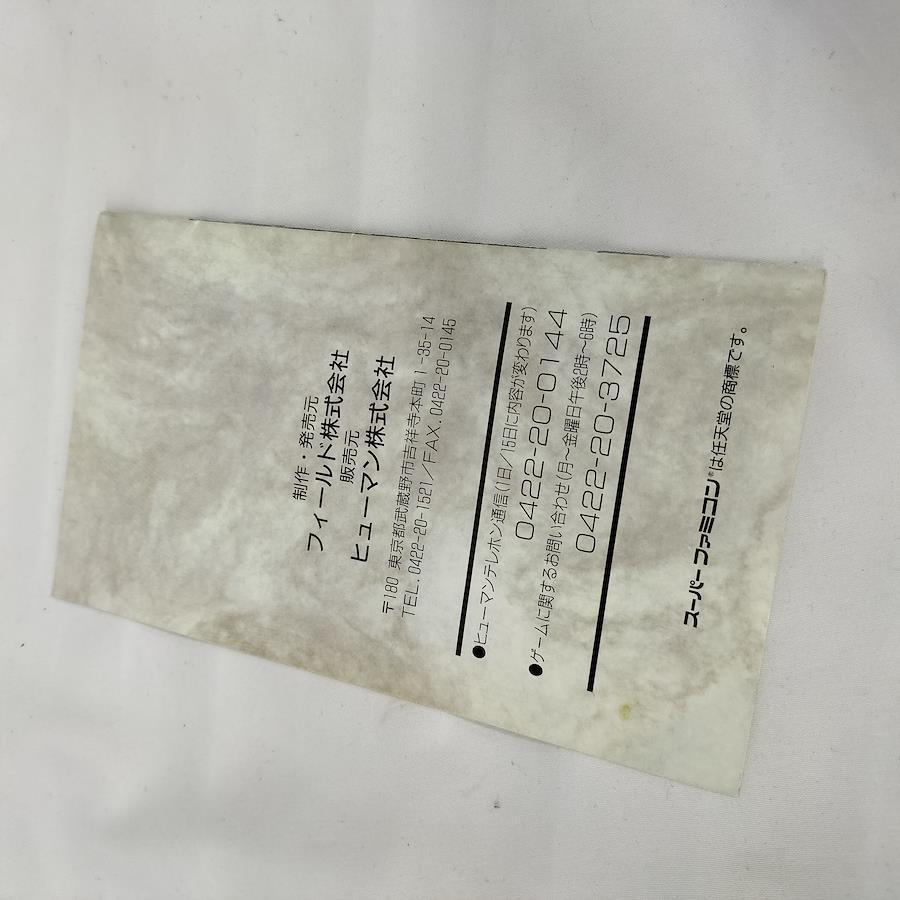 制作・発売元
フィールド株式会社
販売元
ヒューマン株式会社
〒180 東京都武蔵野市吉祥寺本町1-35-14
TEL.0422-20-1521/FAX.0422-20-0145
●ヒューマンテレホン通信(1日/15日に内容が変わります)
0422-20-0144
●ゲームに関するお問い合わせ(月〜金曜日午後2時〜6時)
0422-20-3725
スーパーファミコン®は任天堂の商標です。